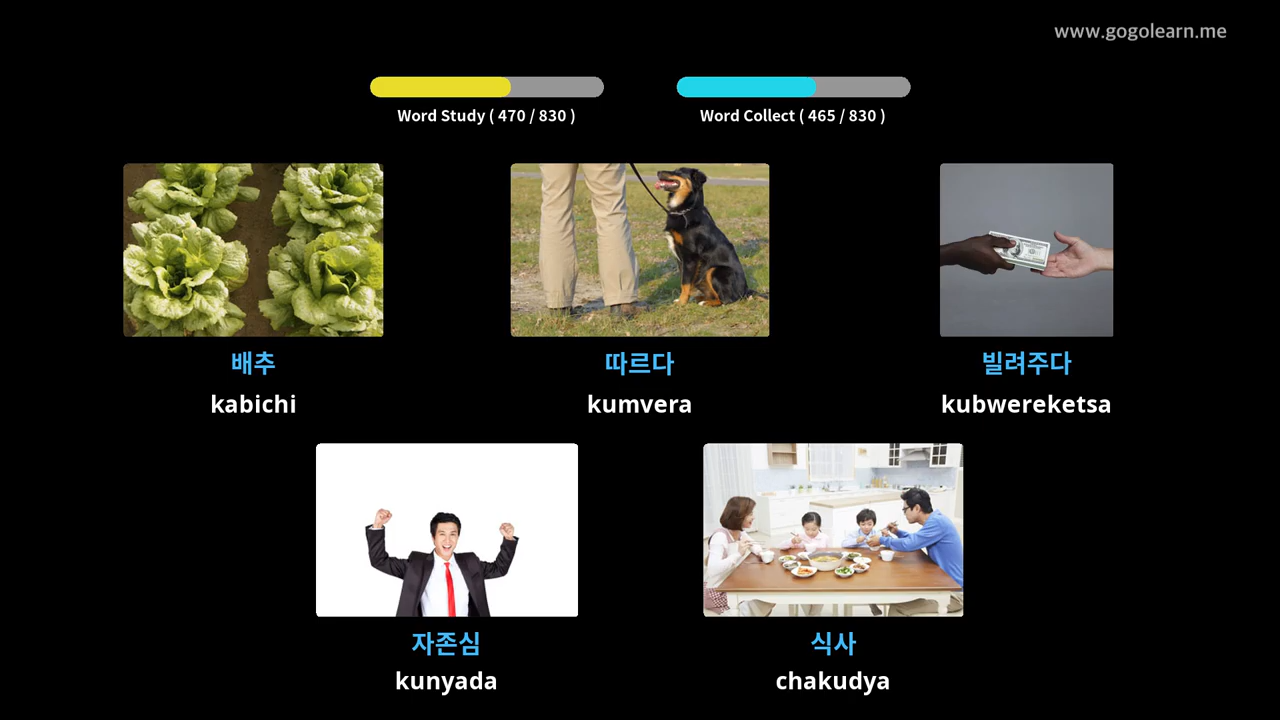 www.gogolearn.me
Word Study ( 470 / 830 )
Word Collect ( 465 / 830 )
배추
따르다
빌려주다
kabichi
kumvera
kubwereketsa
자존심
식사
kunyada
chakudya